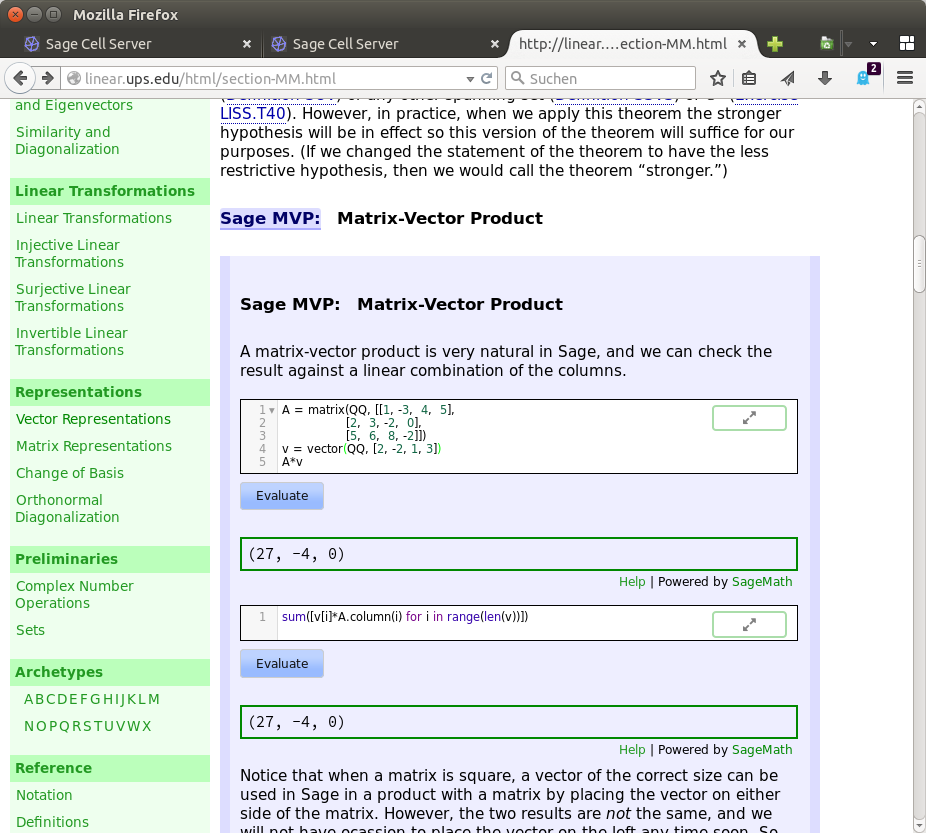 Mozilla Firefox
Sage Cell Server
Sage Cell Server
http://linear.…ection-MM.html
linear.ups.edu/html/section-MM.html
Suchen
2
and Eigenvectors
Similarity and
Diagonalization
Linear Transformations
Linear Transformations
Injective Linear
Transformations
Surjective Linear
Transformations
Invertible Linear
Transformations
Representations
Vector Representations
Matrix Representations
Change of Basis
Orthonormal
Diagonalization
Preliminaries
Complex Number
Operations
Sets
Archetypes
A B C D E F G H I J K L M
N O P Q R S T U V W X
Reference
Notation
Definitions
LISS.T40). However, in practice, when we apply this theorem the stronger
hypothesis will be in effect so this version of the theorem will suffice for our
purposes. (If we changed the statement of the theorem to have the less
restrictive hypothesis, then we would call the theorem “stronger.”)
Sage MVP: Matrix-Vector Product
Sage MVP: Matrix-Vector Product
A matrix-vector product is very natural in Sage, and we can check the
result against a linear combination of the columns.
1 A = matrix(QQ, [[1, -3, 4, 5],
2 [2, 3, -2, 0],
3 [5, 6, 8, -2]])
4 v = vector(QQ, [2, -2, 1, 3])
5 A*v
Evaluate
(27, -4, 0)
Help | Powered by SageMath
1 sum([v[i]*A.column(i) for i in range(len(v))])
Evaluate
(27, -4, 0)
Help | Powered by SageMath
Notice that when a matrix is square, a vector of the correct size can be
used in Sage in a product with a matrix by placing the vector on either
side of the matrix. However, the two results are not the same, and we
will not have ocassion to place the vector on the left any time soon. So